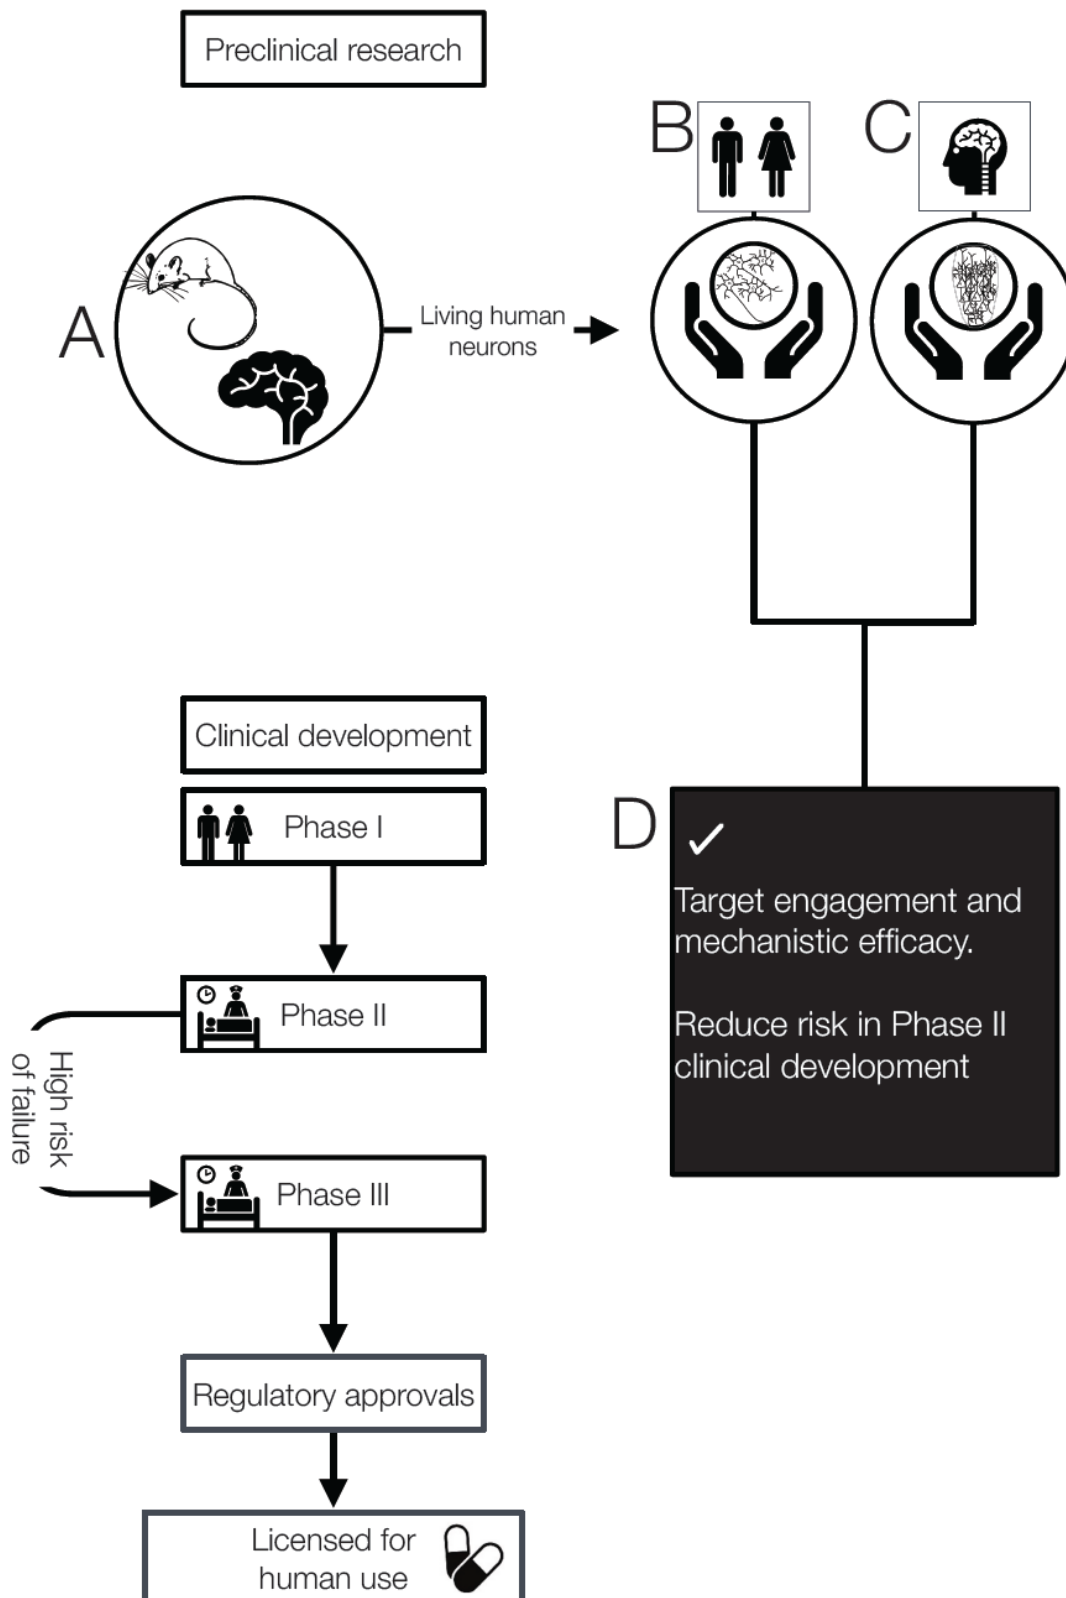 Preclinical research
A
Living human
neurons
B
C
Clinical development
Phase I
Phase II
High risk
of failure
Phase III
Regulatory approvals
Licensed for
human use
D
Target engagement and
mechanistic efficacy.
Reduce risk in Phase II
clinical development